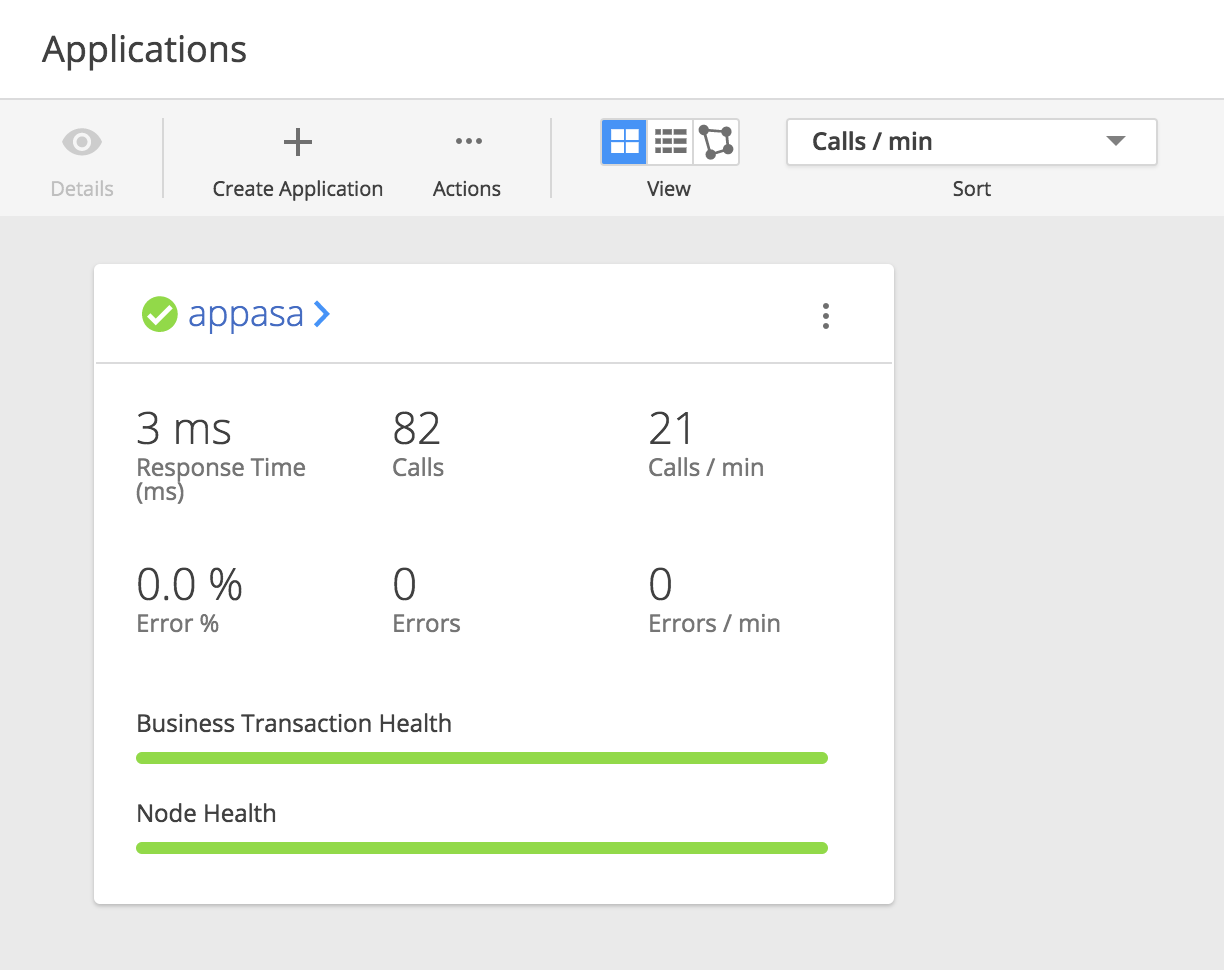 Applications
Details
Create Application
Actions
View
Calls / min
Sort
appasa
3 ms
Response Time
(ms)
82
Calls
21
Calls / min
0.0 %
Error %
0
Errors
0
Errors / min
Business Transaction Health
Node Health